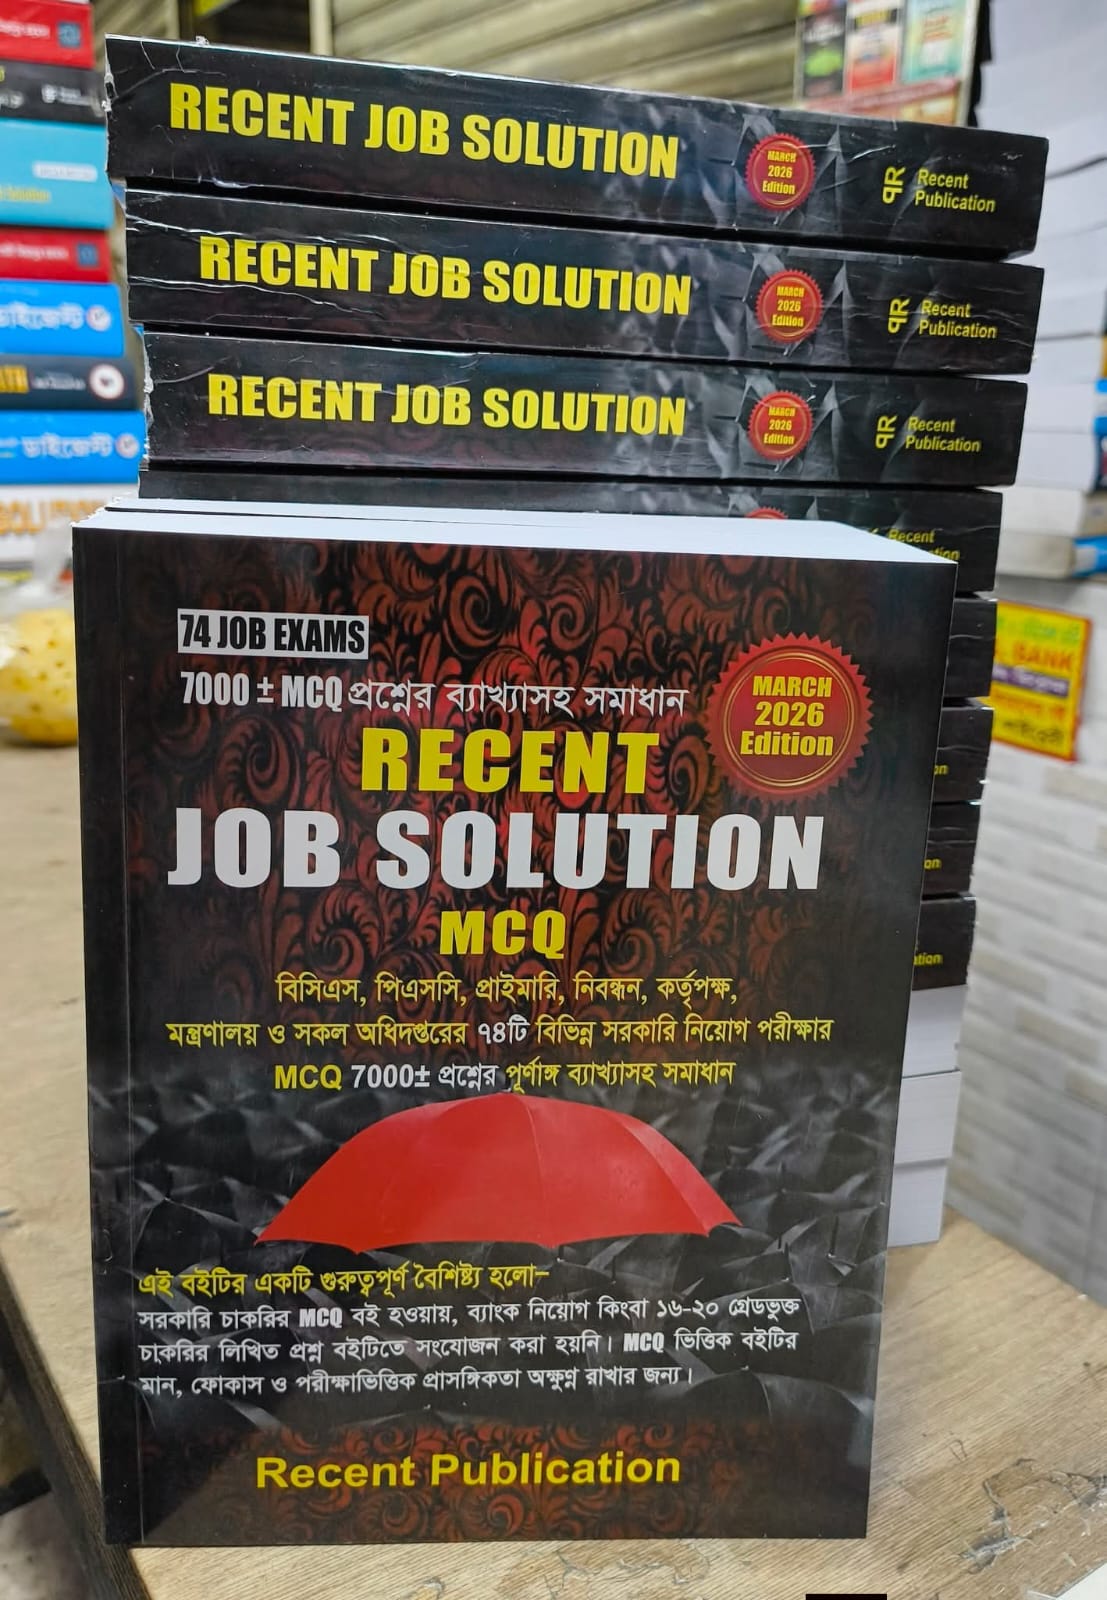 RECENT JOB SOLUTION
MARCH
2026
Edition
Recent
Publication
RECENT JOB SOLUTION
MARCH
2026
Edition
Recent
Publication
RECENT JOB SOLUTION
MARCH
2026
Edition
Recent
Publication
Recent
74 JOB EXAMS
7000 ± MCQ প্রশ্নের ব্যাখ্যাসহ সমাধান
MARCH
2026
Edition
RECENT
JOB SOLUTION
MCQ
বিসিএস, পিএসসি, প্রাইমারি, নিবন্ধন, কর্তৃপক্ষ,
মন্ত্রণালয় ও সকল অধিদপ্তরের ৭৪টি বিভিন্ন সরকারি নিয়োগ পরীক্ষার
MCQ 7000± প্রশ্নের পূর্ণাঙ্গ ব্যাখ্যাসহ সমাধান
এই বইটির একটি গুরুত্বপূর্ণ বৈশিষ্ট্য হলো–
সরকারি চাকরির MCQ বই হওয়ায়, ব্যাংক নিয়োগ কিংবা ১৬-২০ গ্রেডভুক্ত
চাকরির লিখিত প্রশ্ন বইটিতে সংযোজন করা হয়নি। MCQ ভিত্তিক বইটির
মান, ফোকাস ও পরীক্ষাভিত্তিক প্রাসঙ্গিকতা অক্ষুণ্ণ রাখার জন্য।
Recent Publication
BANK